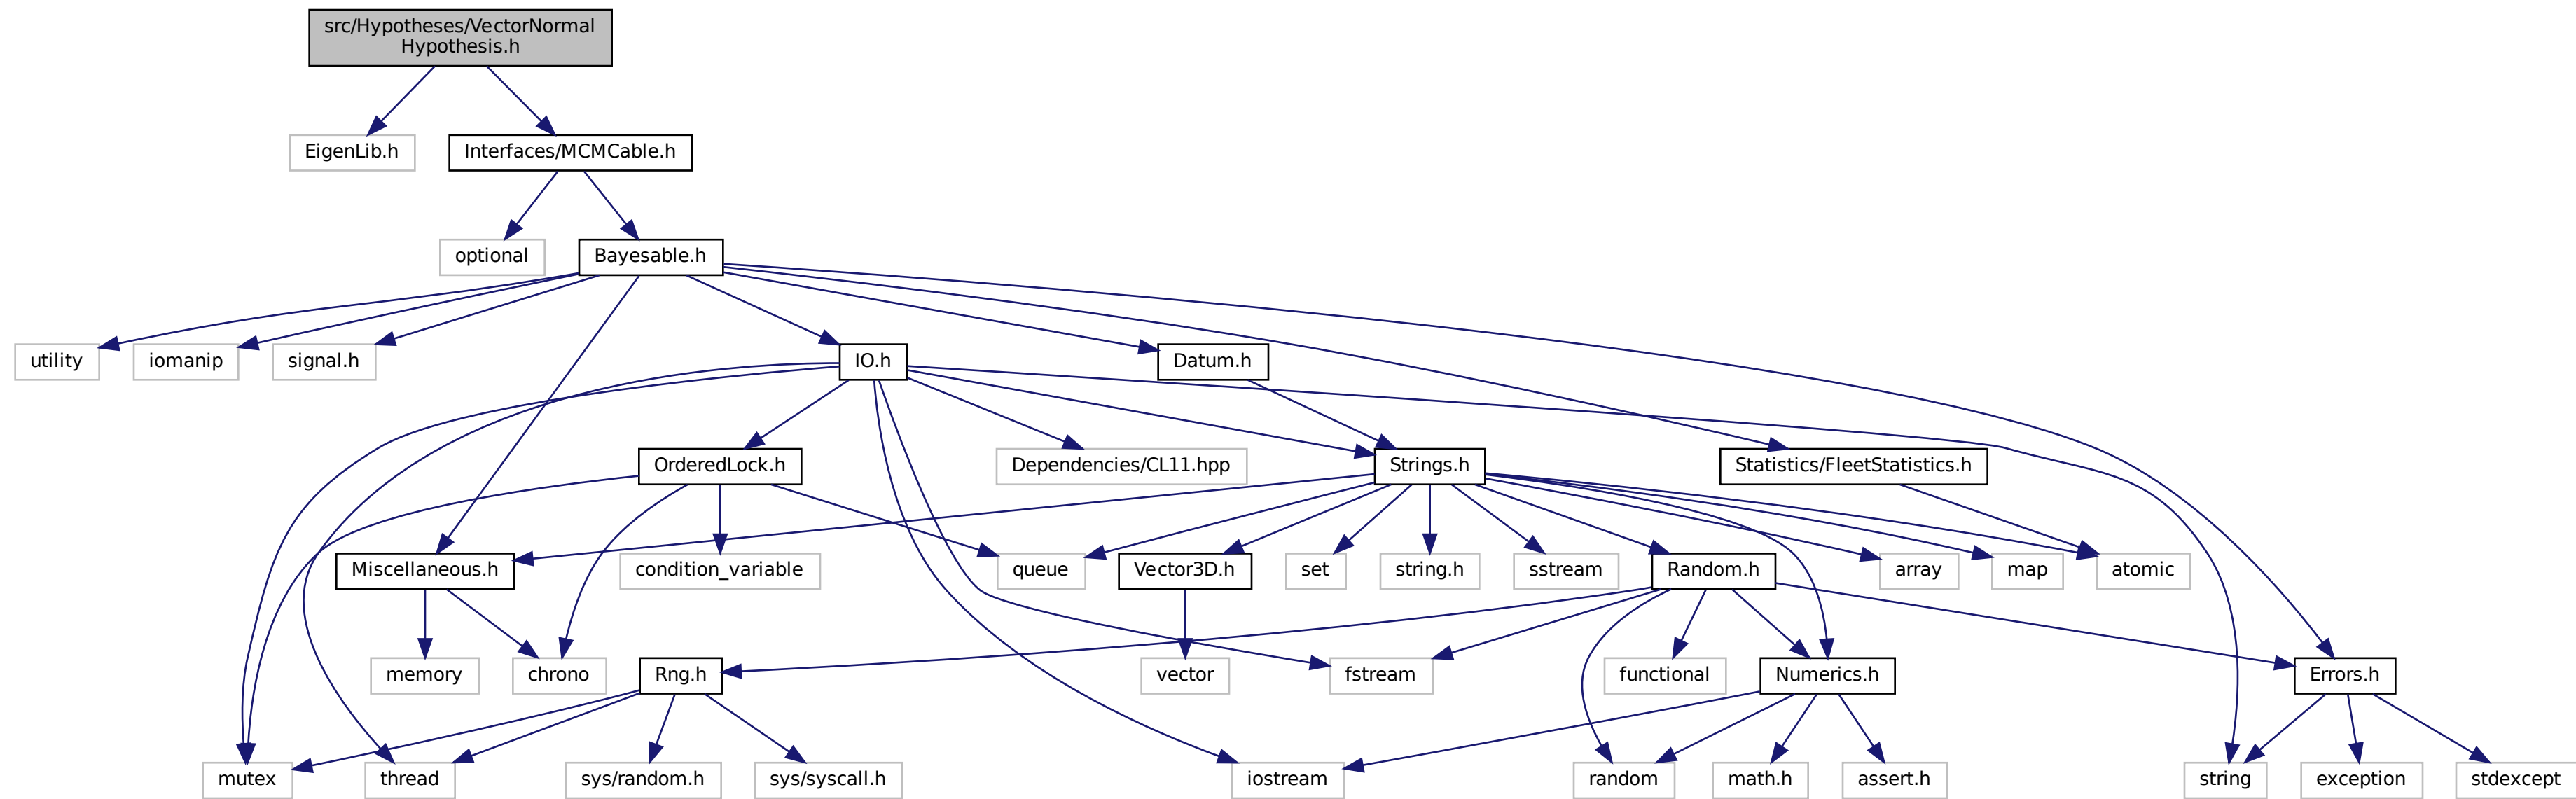 src/Hypotheses/VectorNormal
Hypothesis.h
EigenLib.h
Interfaces/MCMCable.h
optional
Bayesable.h
utility
iomanip
signal.h
IO.h
Datum.h
OrderedLock.h
Dependencies/CL11.hpp
Strings.h
Statistics/FleetStatistics.h
Miscellaneous.h
condition_variable
queue
Vector3D.h
set
string.h
sstream
Random.h
array
map
atomic
memory
chrono
Rng.h
vector
fstream
functional
Numerics.h
Errors.h
mutex
thread
sys/random.h
sys/syscall.h
iostream
random
math.h
assert.h
string
exception
stdexcept